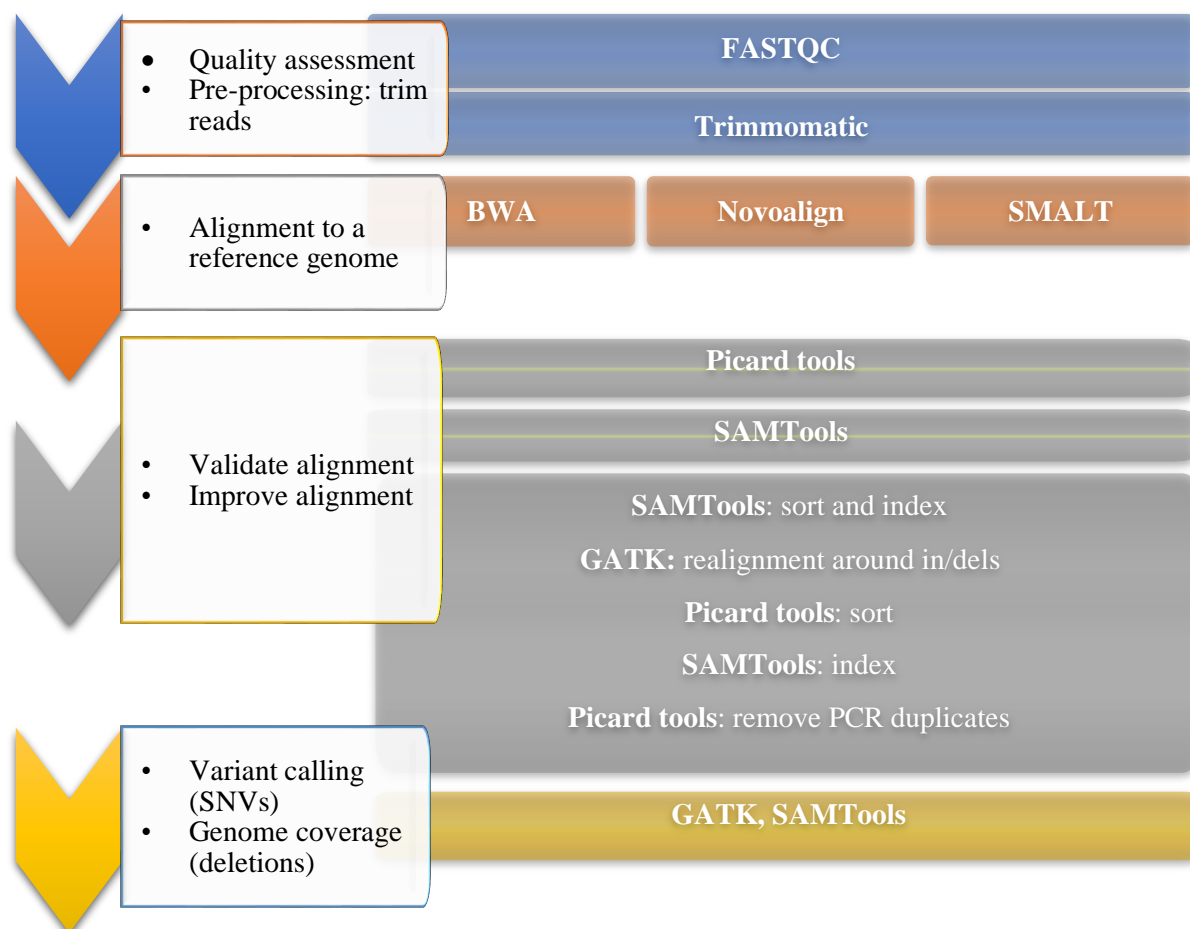 • Quality assessment
• Pre-processing: trim
reads
FASTQC
Trimmomatic
• Alignment to a
reference genome
BWA
Novoalign
SMALT
• Validate alignment
• Improve alignment
Picard tools
SAMTools
SAMTools: sort and index
GATK: realignment around in/dels
Picard tools: sort
SAMTools: index
Picard tools: remove PCR duplicates
• Variant calling
(SNVs)
• Genome coverage
(deletions)
GATK, SAMTools